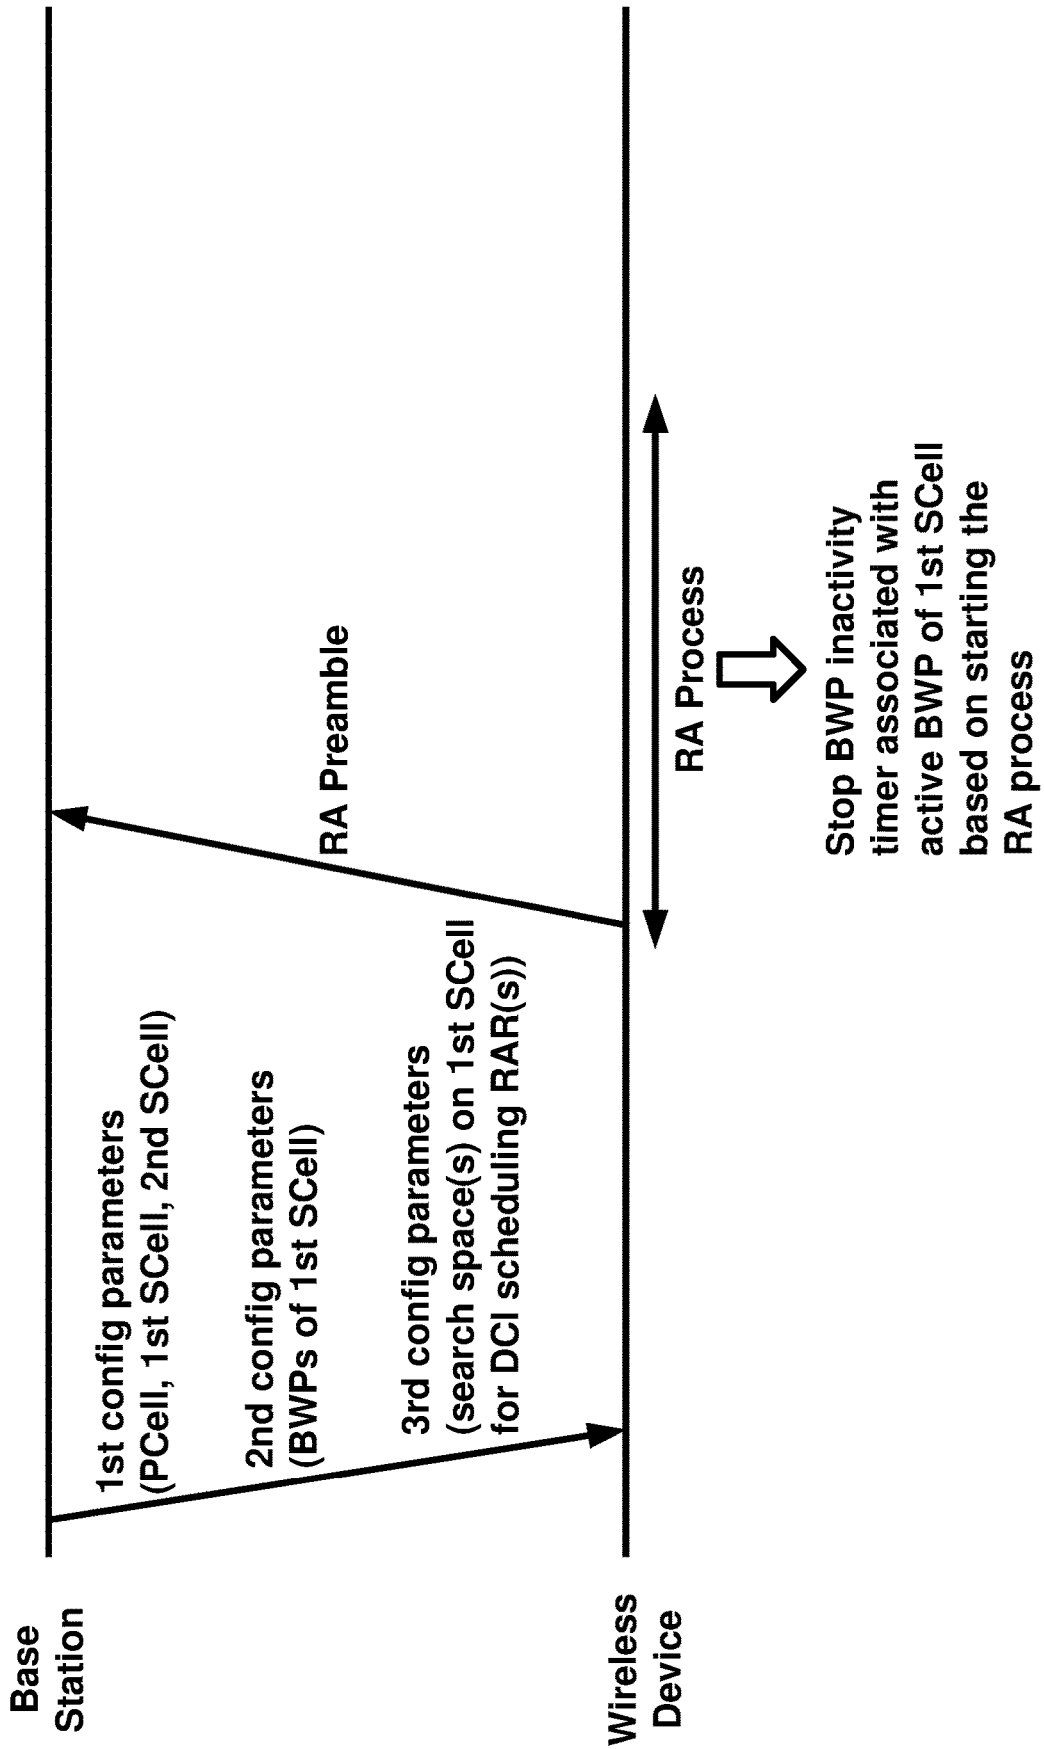 Base
Station
1st config parameters
(PCell, 1st SCell, 2nd SCell)
2nd config parameters
(BWPs of 1st SCell)
3rd config parameters
(search space(s) on 1st SCell
for DCI scheduling RAR(s))
RA Preamble
Wireless
Device
RA Process
Stop BWP inactivity
timer associated with
active BWP of 1st SCell
based on starting the
RA process